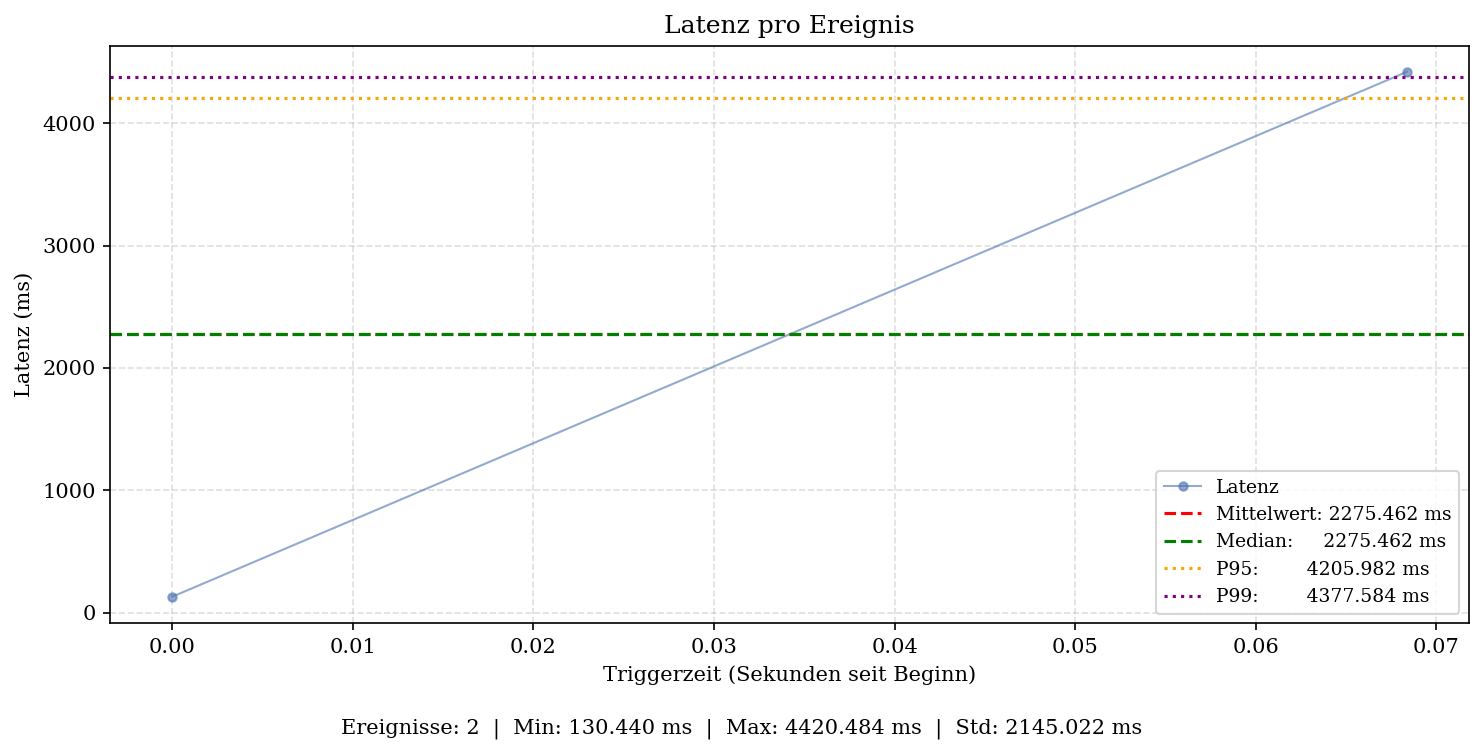 Latenz pro Ereignis
Latenz (ms)
4000
3000
2000
1000
0
Latenz
Mittelwert: 2275.462 ms
Median: 2275.462 ms
P95: 4205.982 ms
P99: 4377.584 ms
0.00 0.01 0.02 0.03 0.04 0.05 0.06 0.07
Triggerzeit (Sekunden seit Beginn)
Ereignisse: 2 | Min: 130.440 ms | Max: 4420.484 ms | Std: 2145.022 ms